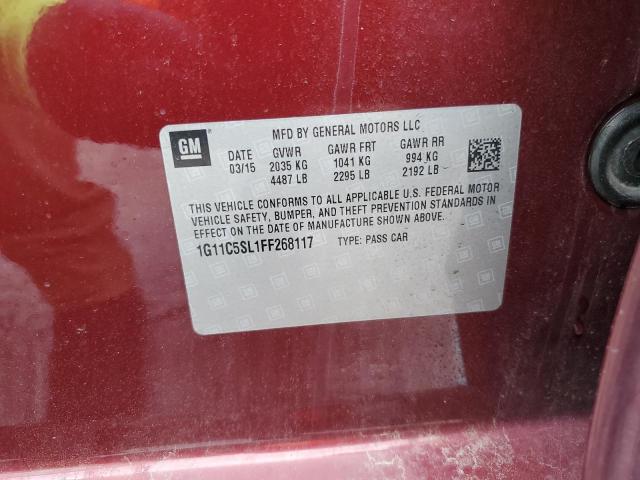 GM
MFD BY GENERAL MOTORS LLC
DATE GVWR GAWR FRT GAWR RR
03/15 2035 KG 1041 KG 994 KG
4487 LB 2295 LB 2192 LB
THIS VEHICLE CONFORMS TO ALL APPLICABLE U.S. FEDERAL MOTOR
VEHICLE SAFETY, BUMPER, AND THEFT PREVENTION STANDARDS IN
EFFECT ON THE DATE OF MANUFACTURE SHOWN ABOVE.
1G11C5SL1FF268117 TYPE: PASS CAR